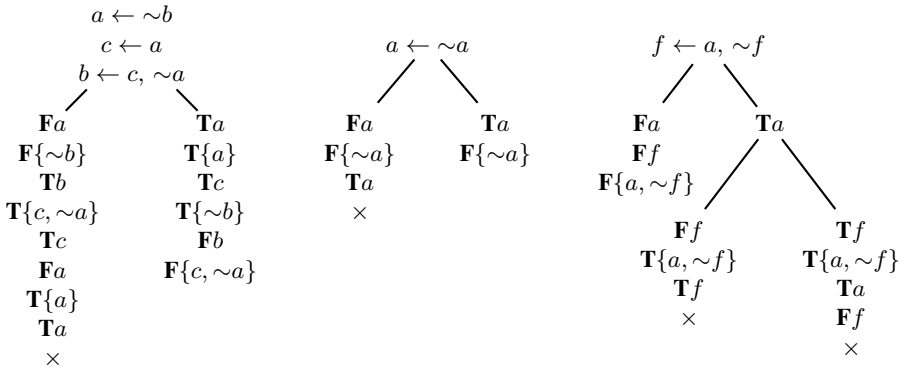 a ← ∼b
c ← a
b ← c, ∼a
Fa
F{∼b}
Tb
T{c, ∼a}
Tc
Fa
T{a}
Ta
×
Ta
T{a}
Tc
T{∼b}
Fb
F{c, ∼a}
a ← ∼a
Fa
F{∼a}
Ta
×
Ta
F{∼a}
f ← a, ∼f
Fa
Ff
F{a, ∼f}
Ta
Ff
T{a, ∼f}
Tf
×
Tf
T{a, ∼f}
Ta
Ff
×